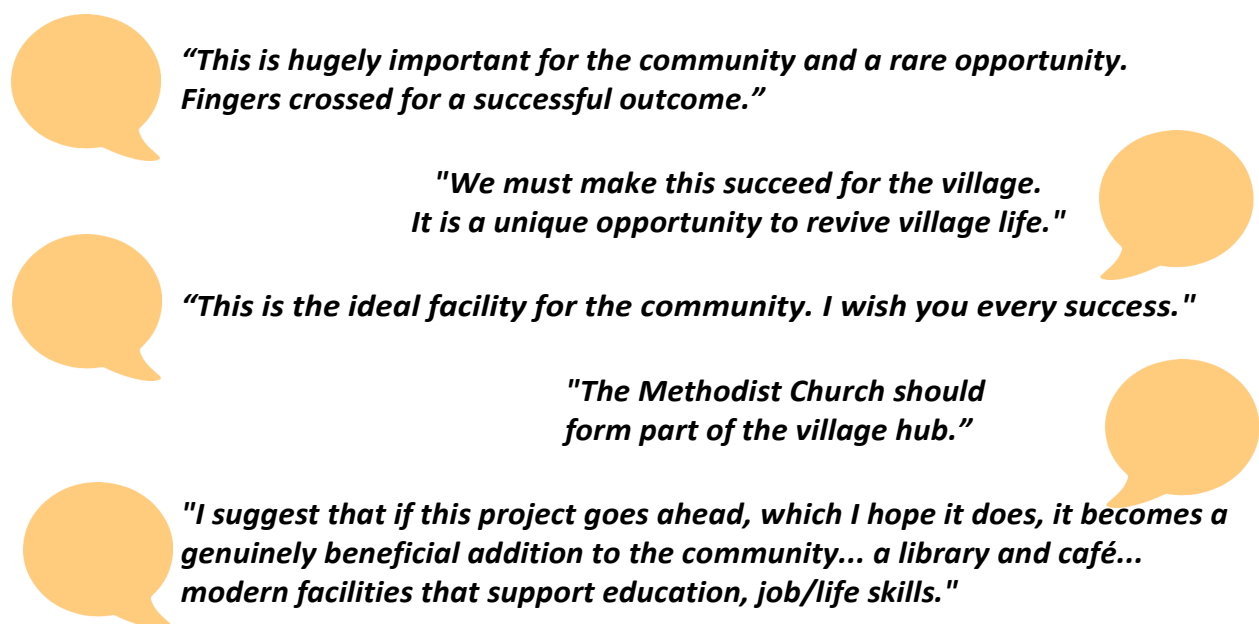 “This is hugely important for the community and a rare opportunity.
Fingers crossed for a successful outcome.”
"We must make this succeed for the village.
It is a unique opportunity to revive village life."
“This is the ideal facility for the community. I wish you every success."
"The Methodist Church should
form part of the village hub.”
"I suggest that if this project goes ahead, which I hope it does, it becomes a
genuinely beneficial addition to the community... a library and café...
modern facilities that support education, job/life skills."